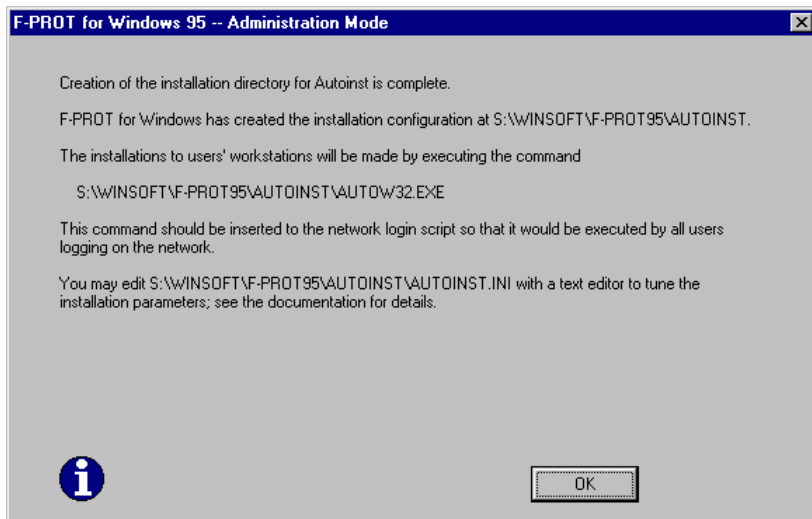 F-PROT for Windows 95 -- Administration Mode
Creation of the installation directory for Autoinst is complete.
F-PROT for Windows has created the installation configuration at S:\WINSOFT\F-PROT95\AUTOINST.
The installations to users' workstations will be made by executing the command
S:\WINSOFT\F-PROT95\AUTOINST\AUTOW32.EXE
This command should be inserted to the network login script so that it would be executed by all users
logging on the network.
You may edit S:\WINSOFT\F-PROT95\AUTOINST\AUTOINST.INI with a text editor to tune the
installation parameters; see the documentation for details.
OK